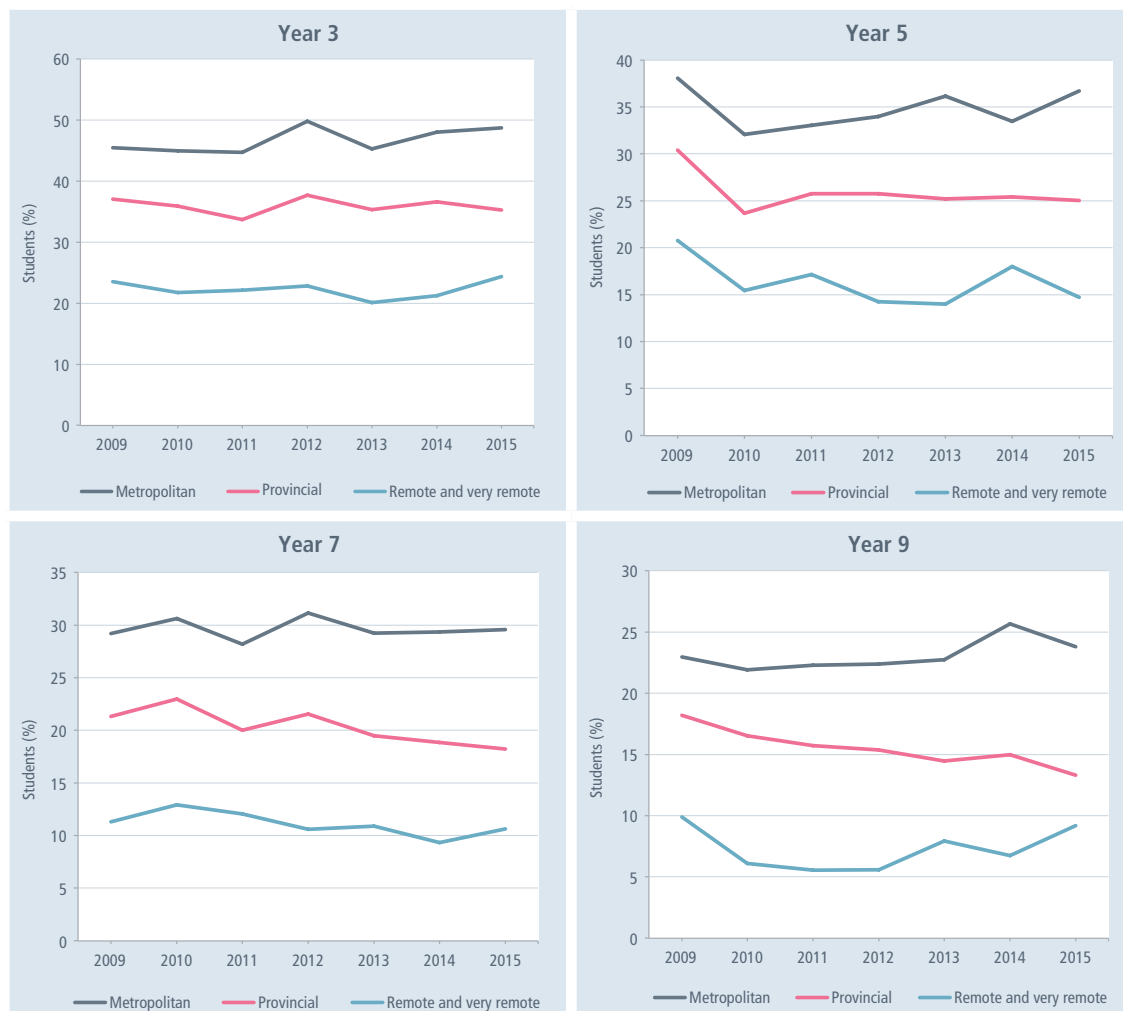 Year 3
60
50
40
30
20
10
0
Students (%)
2009 2010 2011 2012 2013 2014 2015
Metropolitan Provincial Remote and very remote
Year 5
40
35
30
25
20
15
10
5
0
Students (%)
2009 2010 2011 2012 2013 2014 2015
Metropolitan Provincial Remote and very remote
Year 7
35
30
25
20
15
10
5
0
Students (%)
2009 2010 2011 2012 2013 2014 2015
Metropolitan Provincial Remote and very remote
Year 9
30
25
20
15
10
5
0
Students (%)
2009 2010 2011 2012 2013 2014 2015
Metropolitan Provincial Remote and very remote